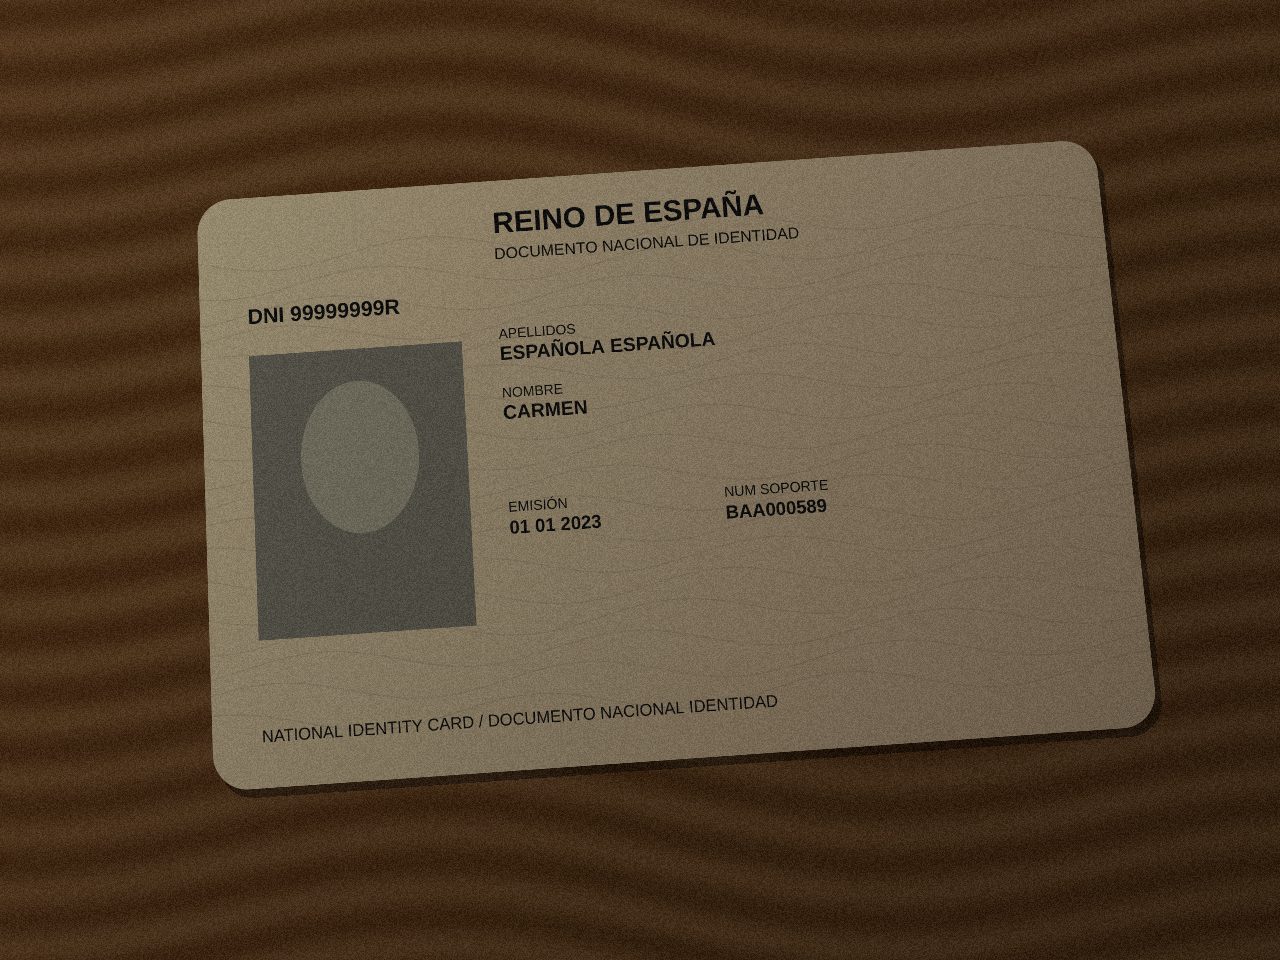 REINO DE ESPAÑA
DOCUMENTO NACIONAL DE IDENTIDAD
DNI 99999999R
APELLIDOS
ESPAÑOLA ESPAÑOLA
NOMBRE
CARMEN
EMISIÓN
NUM SOPORTE
01 01 2023
BAA000589
NATIONAL IDENTITY CARD / DOCUMENTO NACIONAL IDENTIDAD